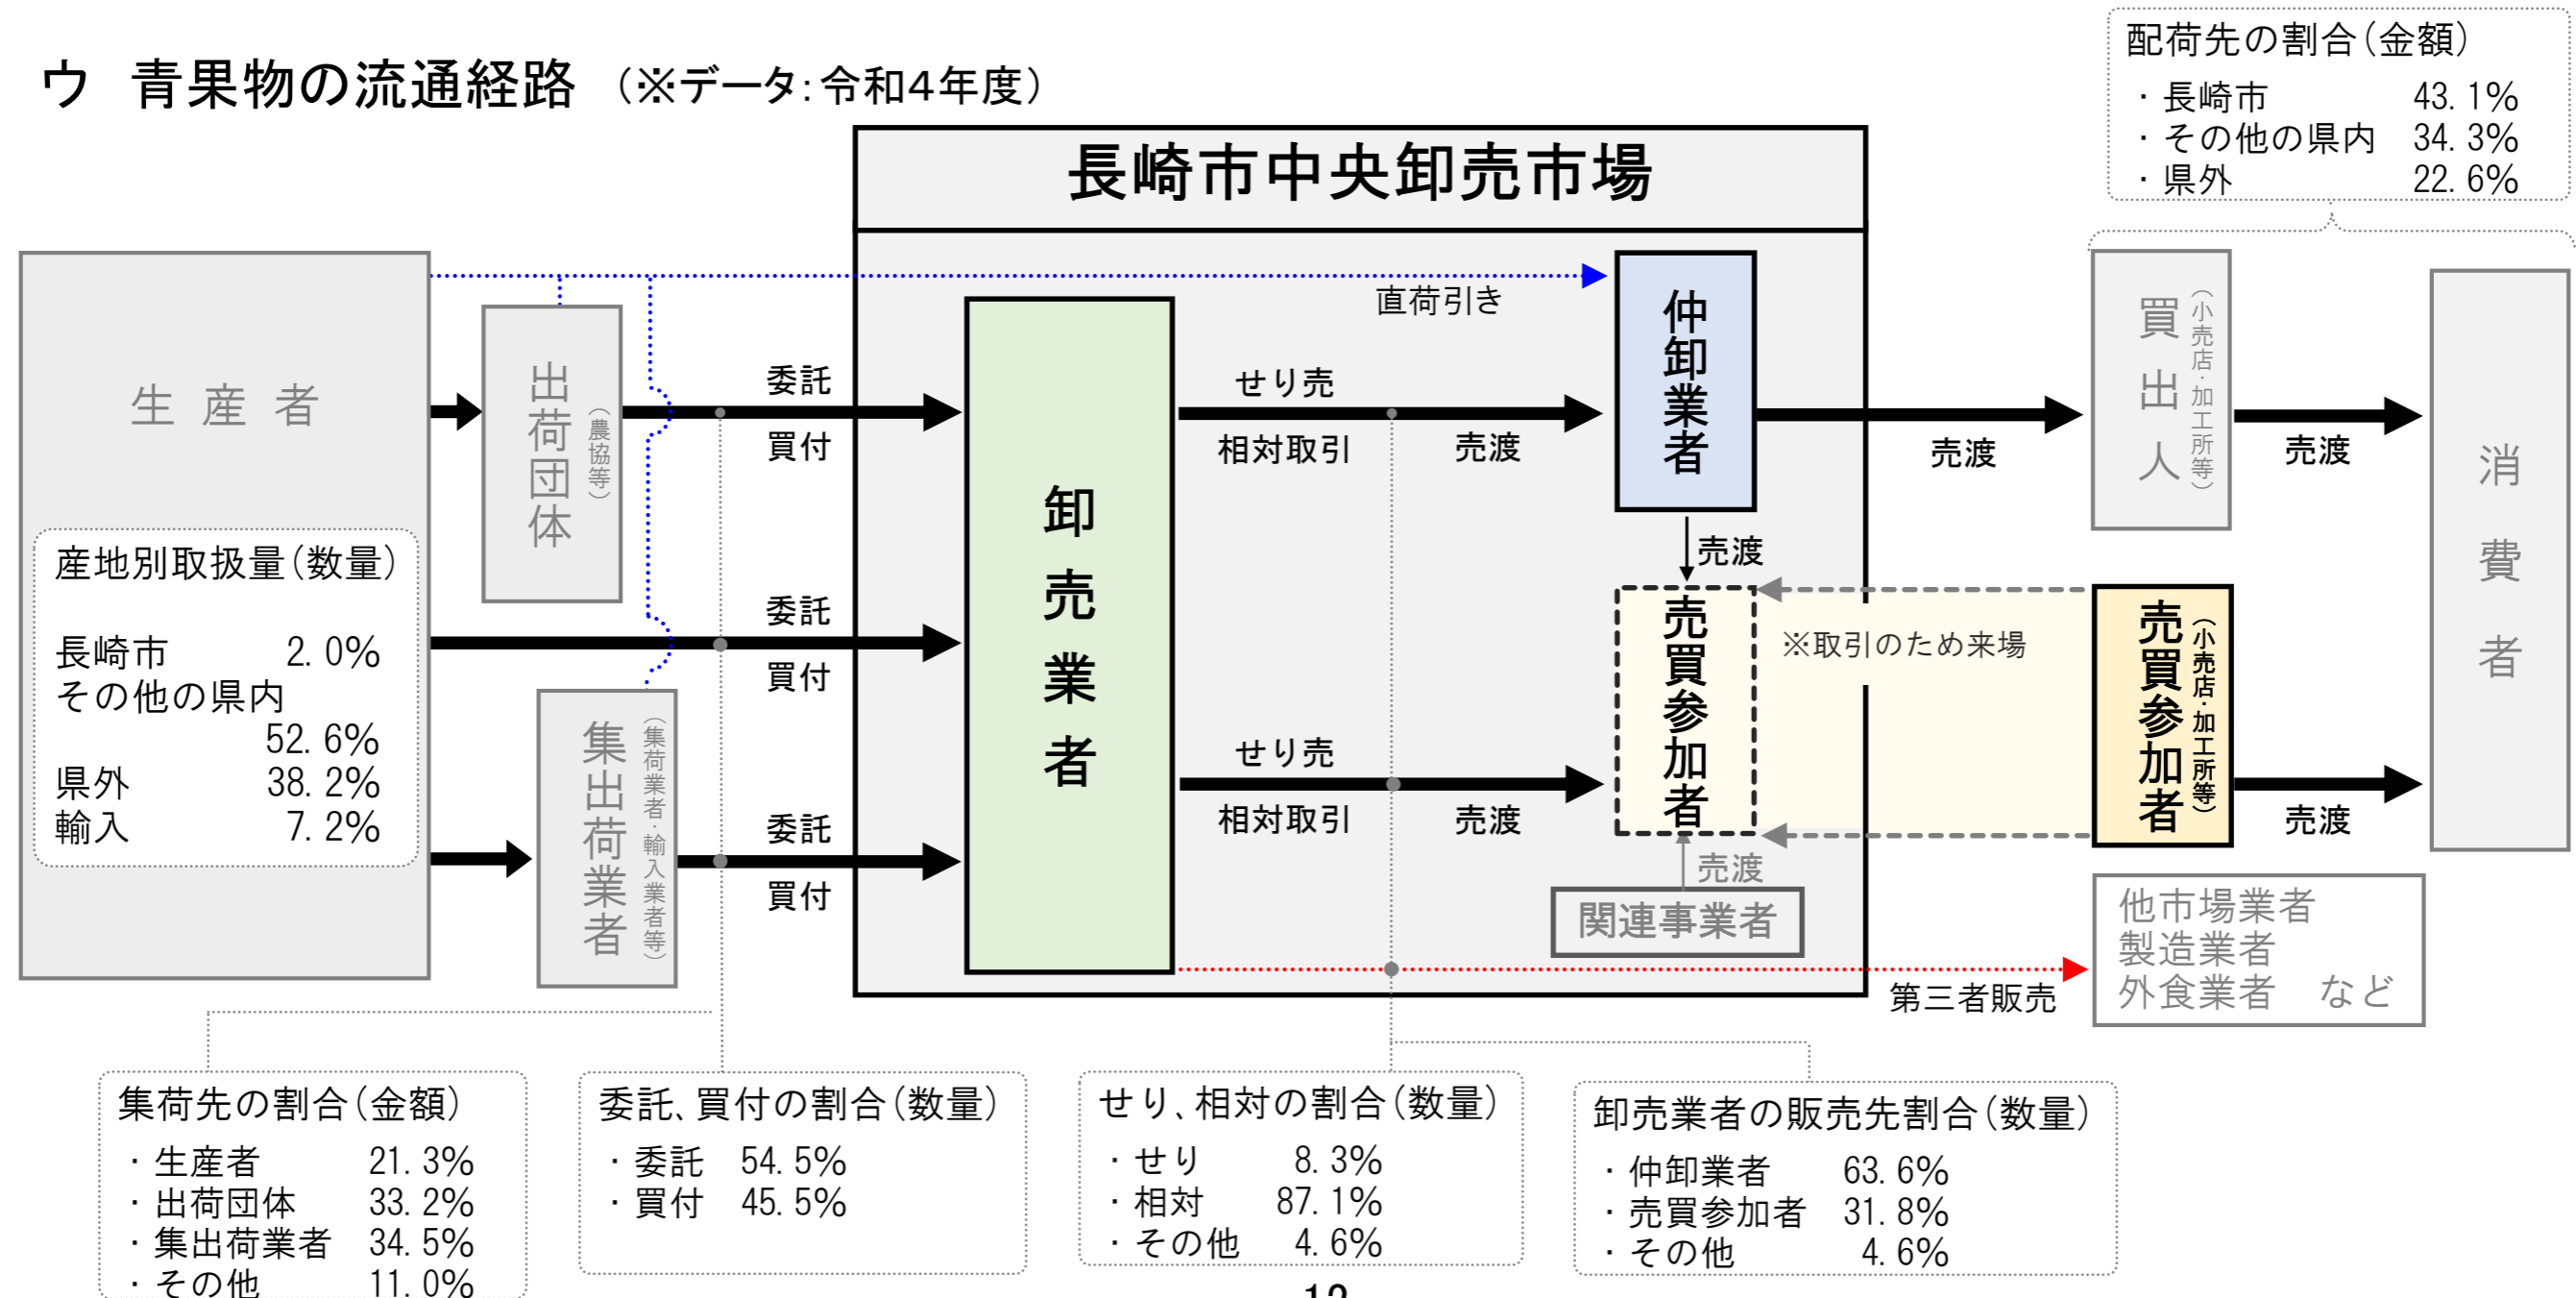 ウ 青果物の流通経路 (※データ:令和4年度)
配荷先の割合(金額)
・長崎市 43.1%
・その他の県内 34.3%
・県外 22.6%
長崎市中央卸売市場
生産者
産地別取扱量(数量)
長崎市 2.0%
その他の県内
52.6%
県外 38.2%
輸入 7.2%
出荷団体
(農協等)
集出荷業者
(集荷業者・輸入業者等)
委託
買付
委託
買付
委託
買付
卸売業者
直荷引き
せり売
相対取引
売渡
せり売
相対取引
売渡
仲卸業者
売渡
売買参加者
売渡
関連事業者
※取引のため来場
売渡
買出人
(小売店・加工所等)
売渡
売買参加者
(小売店・加工所等)
売渡
消費者
第三者販売
他市場業者
製造業者
外食業者 など
集荷先の割合(金額)
・生産者 21.3%
・出荷団体 33.2%
・集出荷業者 34.5%
・その他 11.0%
委託、買付の割合(数量)
・委託 54.5%
・買付 45.5%
せり、相対の割合(数量)
・せり 8.3%
・相対 87.1%
・その他 4.6%
卸売業者の販売先割合(数量)
・仲卸業者 63.6%
・売買参加者 31.8%
・その他 4.6%